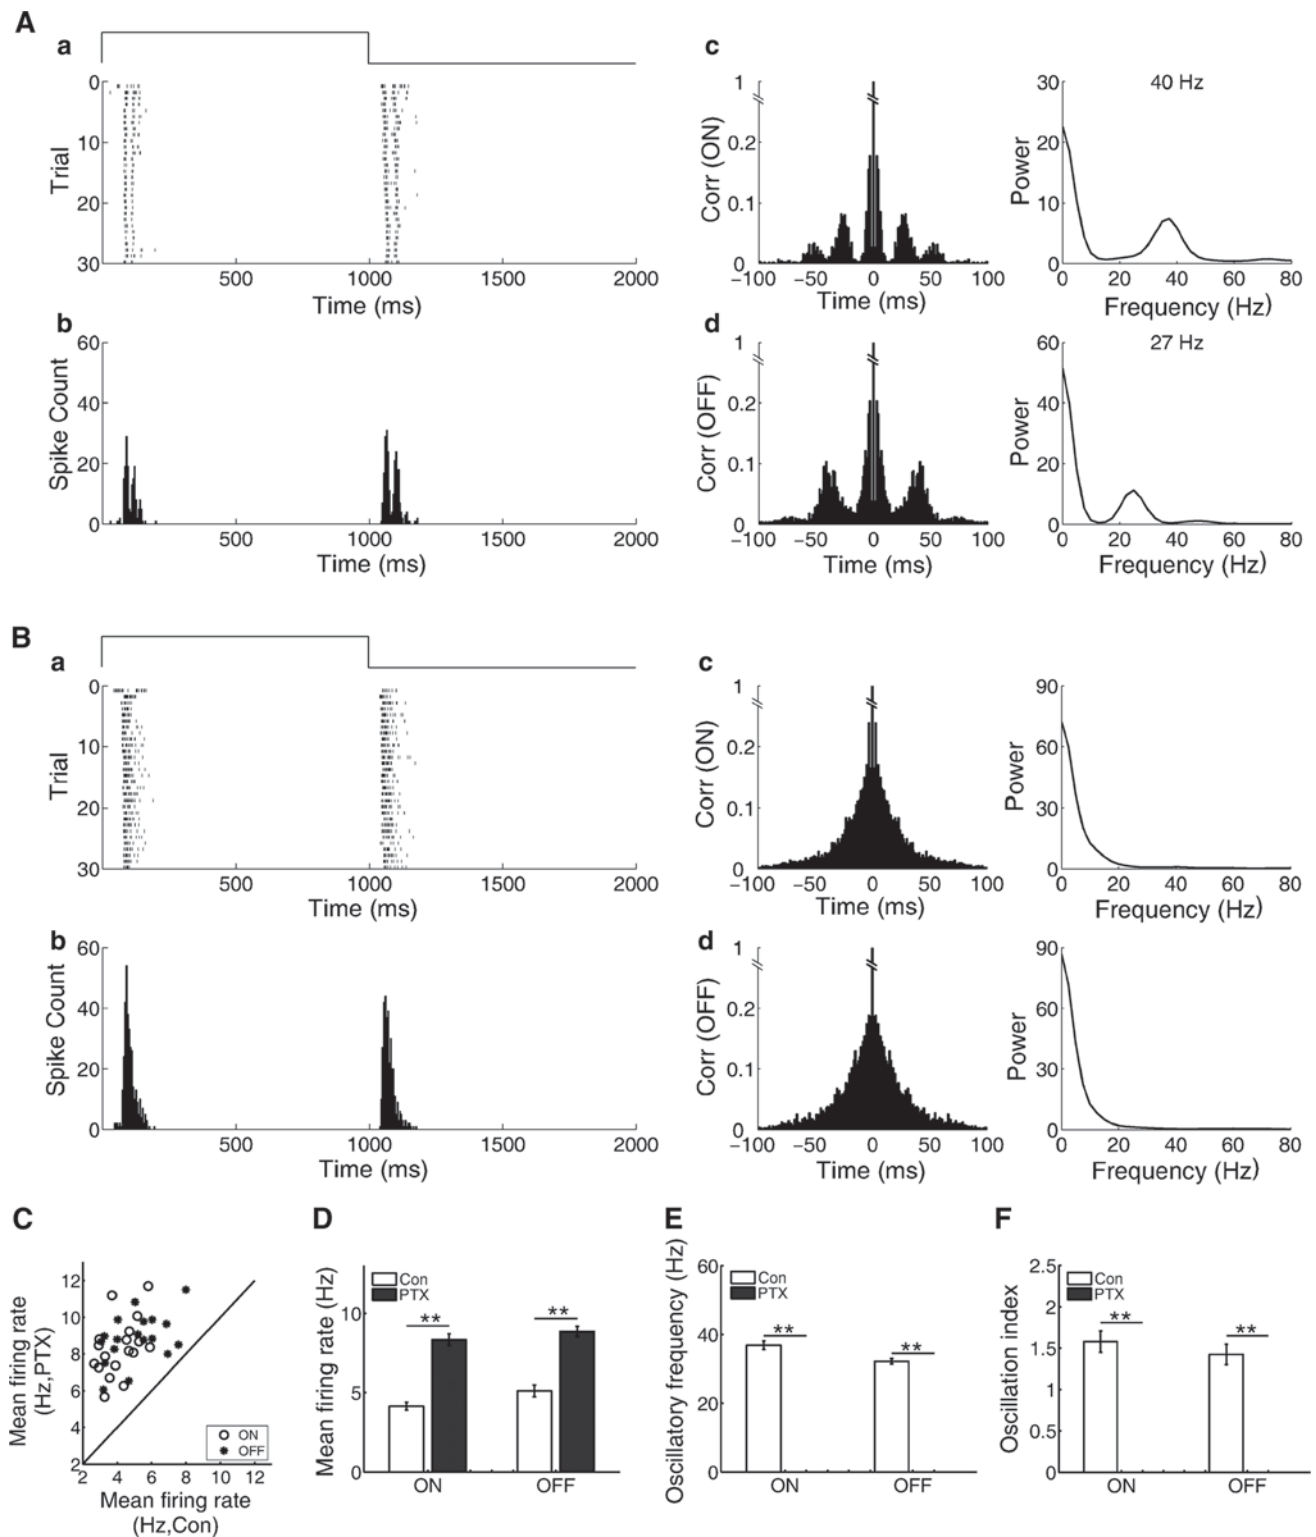 A
a
0
10
20
30
Trial
500
1000
1500
2000
Time (ms)
b
60
40
20
0
Spike Count
500
1000
1500
2000
Time (ms)
c
1
0.2
0.1
0
Corr (ON)
−100
−50
0
50
100
Time (ms)
40 Hz
30
20
10
0
Power
0
20
40
60
80
Frequency (Hz)
d
1
0.2
0.1
0
Corr (OFF)
−100
−50
0
50
100
Time (ms)
27 Hz
60
40
20
0
Power
0
20
40
60
80
Frequency (Hz)
B
a
0
10
20
30
Trial
500
1000
1500
2000
Time (ms)
b
60
40
20
0
Spike Count
500
1000
1500
2000
Time (ms)
c
1
0.2
0.1
0
Corr (ON)
−100
−50
0
50
100
Time (ms)
90
60
30
0
Power
0
20
40
60
80
Frequency (Hz)
d
1
0.2
0.1
0
Corr (OFF)
−100
−50
0
50
100
Time (ms)
90
60
30
0
Power
0
20
40
60
80
Frequency (Hz)
C
12
10
8
6
4
2
Mean firing rate
(Hz,PTX)
ON
OFF
2
4
6
8
10
12
Mean firing rate
(Hz,Con)
D
Mean firing rate (Hz)
10
5
0
Con
PTX
**
**
ON
OFF
E
Oscillatory frequency (Hz)
60
40
20
0
Con
PTX
**
**
ON
OFF
F
Oscillation index
2.5
2
1.5
1
0.5
0
Con
PTX
**
**
ON
OFF